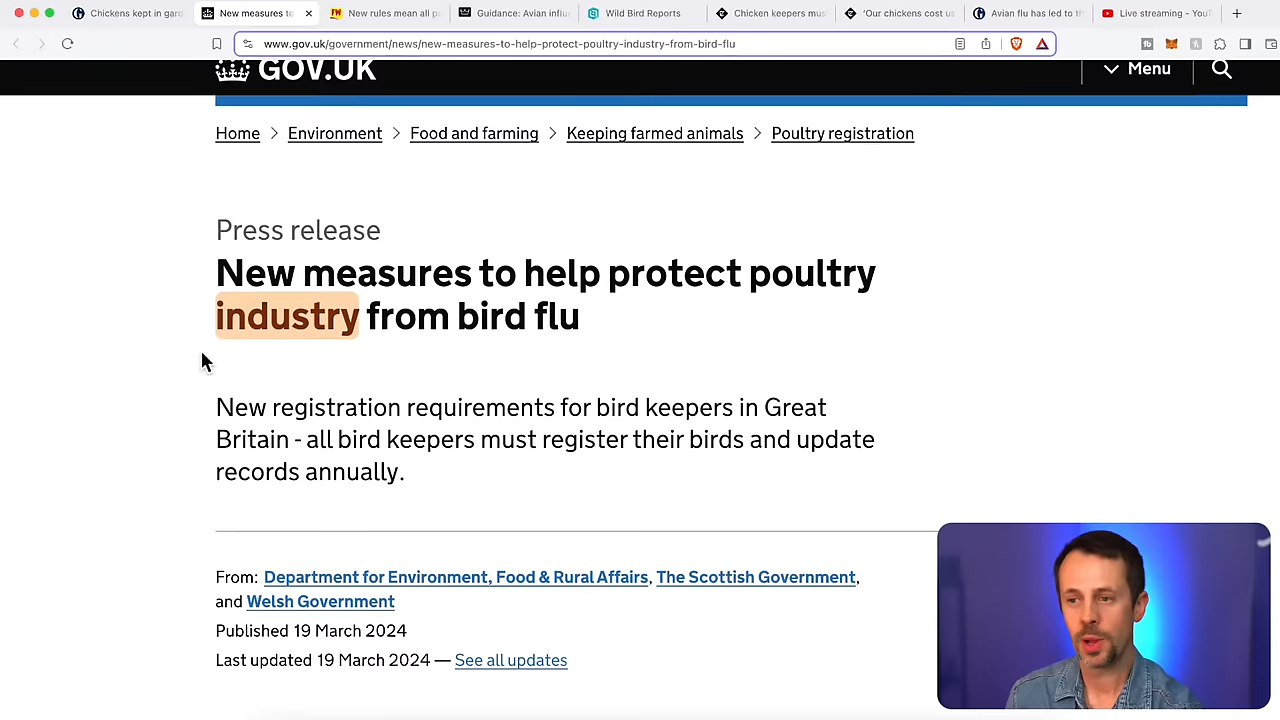 Chickens kept in gard
New measures to
New rules mean all p
Guidance: Avian influ
Wild Bird Reports
Chicken keepers mus
'Our chickens cost us
Avian flu has led to th
Live streaming - YouT
www.gov.uk/government/news/new-measures-to-help-protect-poultry-industry-from-bird-flu
GOV.UK
Menu
Home > Environment > Food and farming > Keeping farmed animals > Poultry registration
Press release
New measures to help protect poultry
industry from bird flu
New registration requirements for bird keepers in Great
Britain - all bird keepers must register their birds and update
records annually.
From: Department for Environment, Food & Rural Affairs, The Scottish Government,
and Welsh Government
Published 19 March 2024
Last updated 19 March 2024 — See all updates